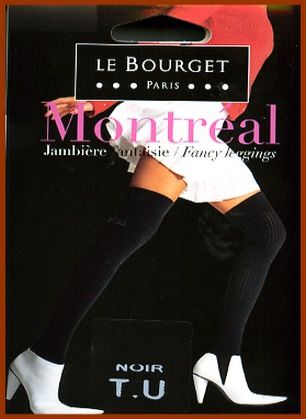 LE BOURGET
PARIS
Montréal
Jambière fantaisie / Fancy leggings
NOIR
T.U